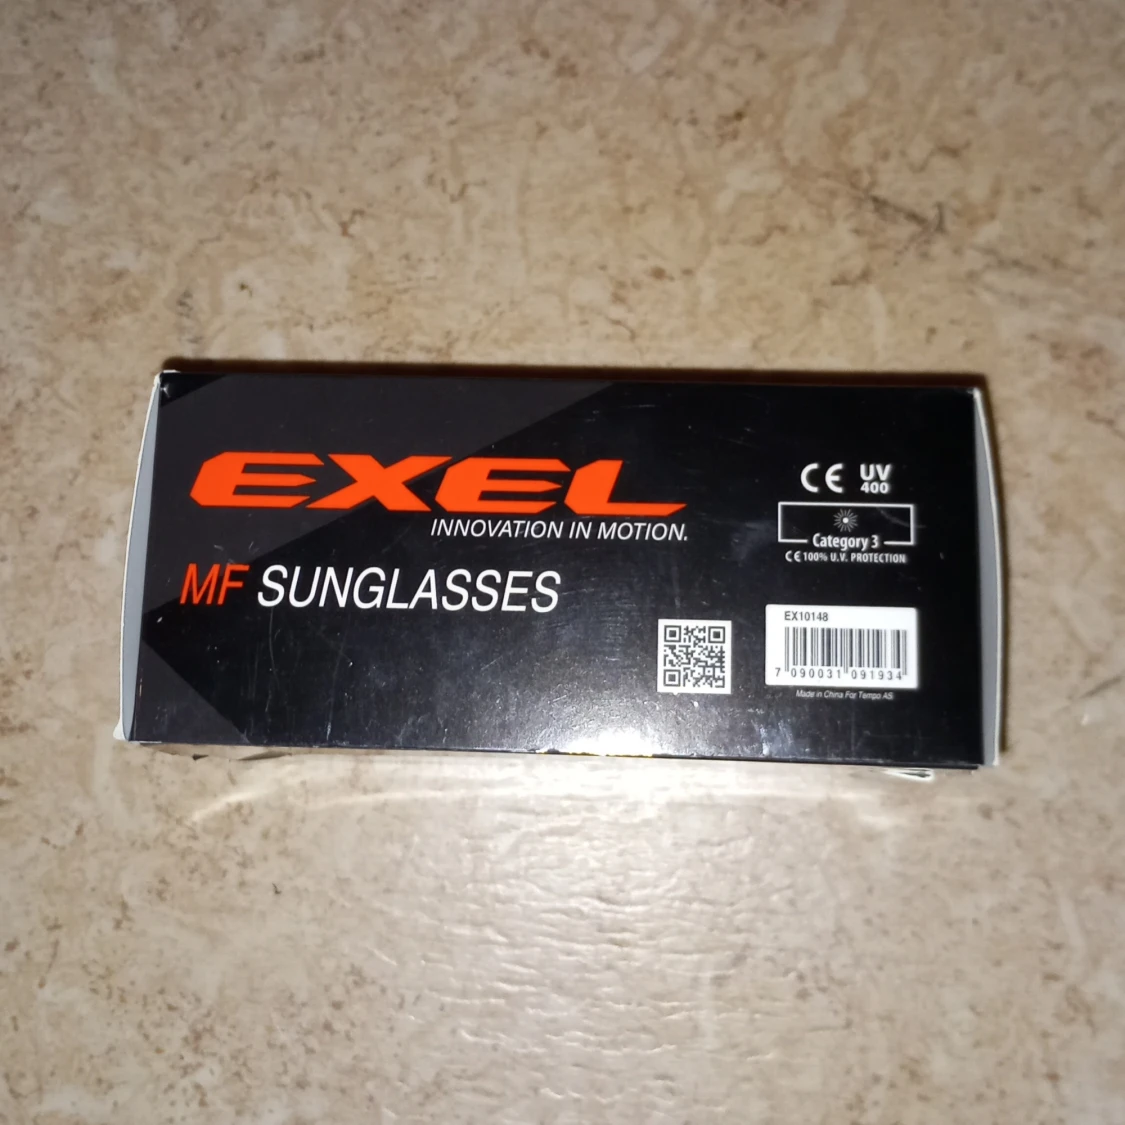 EXEL
INNOVATION IN MOTION.
MF SUNGLASSES
CE UV
400
Category 3
CE 100% U.V. PROTECTION
EX10148
7 090031 091934
Made in China For Tempo AS